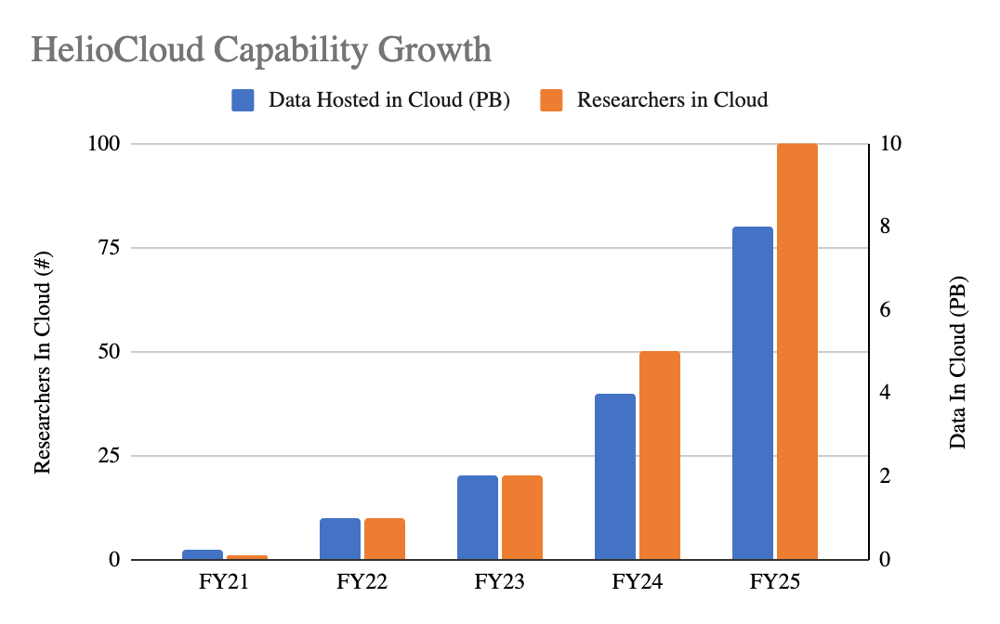 HelioCloud Capability Growth
Data Hosted in Cloud (PB)
Researchers in Cloud
100
75
50
25
0
Researchers In Cloud (#)
10
8
6
4
2
0
Data In Cloud (PB)
FY21
FY22
FY23
FY24
FY25